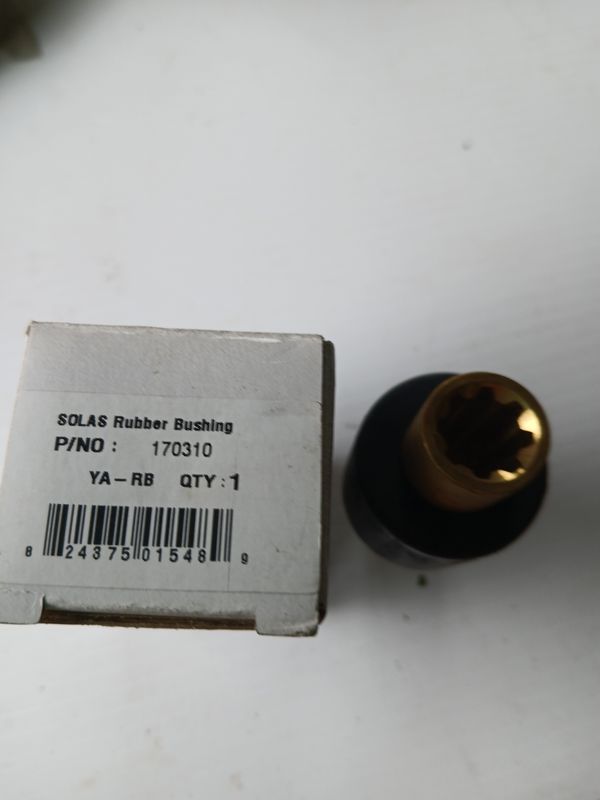 SOLAS Rubber Bushing
P/NO : 170310
YA-RB QTY : 1
8 24375 01548 9